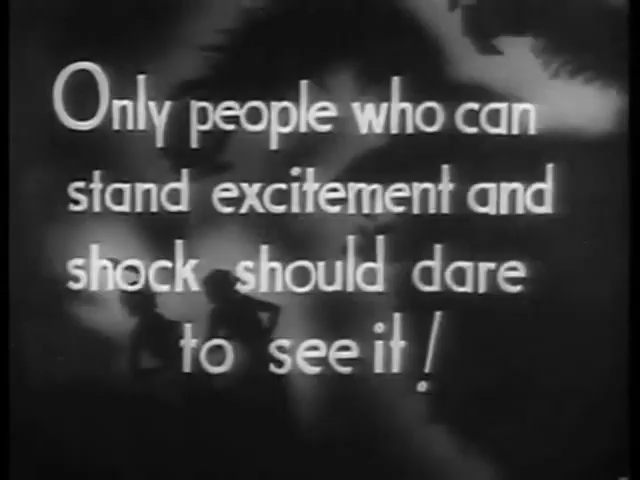 Only people who can
stand excitement and
shock should dare
to see it!